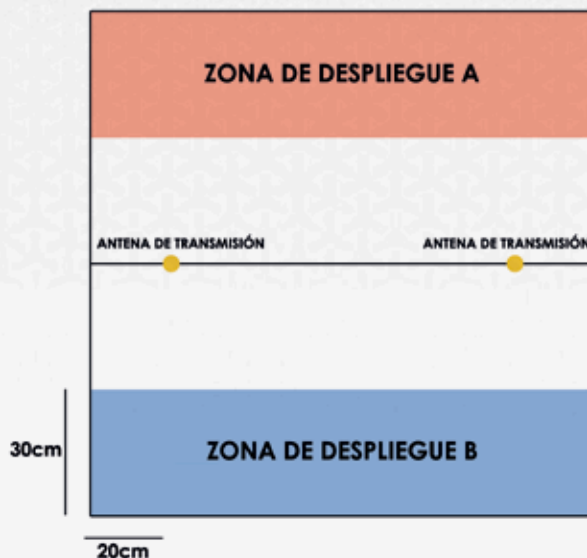 ZONA DE DESPLIEGUE A
ANTENA DE TRANSMISIÓN
ANTENA DE TRANSMISIÓN
30cm
ZONA DE DESPLIEGUE B
20cm